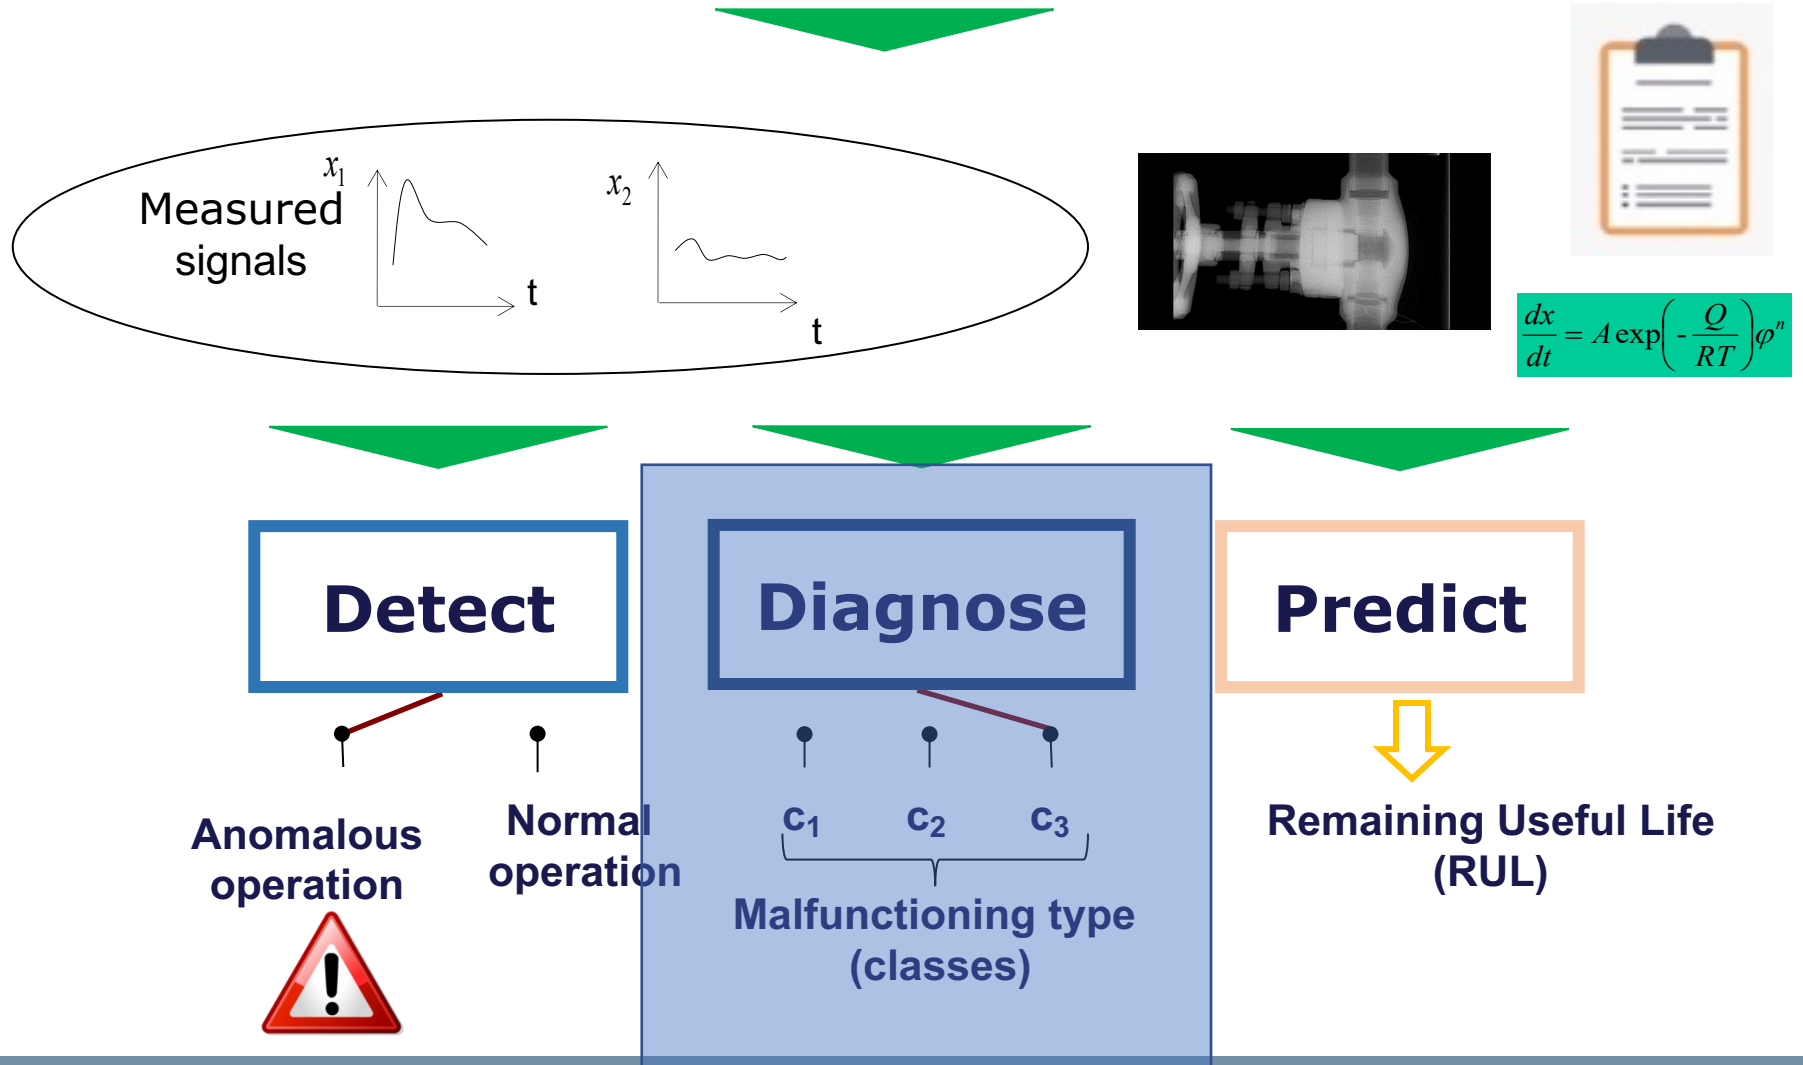 x₁
Measured
signals
t
x₂
t
dx/dt = A exp(-Q/RT)φⁿ
Detect
Diagnose
Predict
Anomalous
operation
Normal
operation
c₁ c₂ c₃
Malfunctioning type
(classes)
Remaining Useful Life
(RUL)